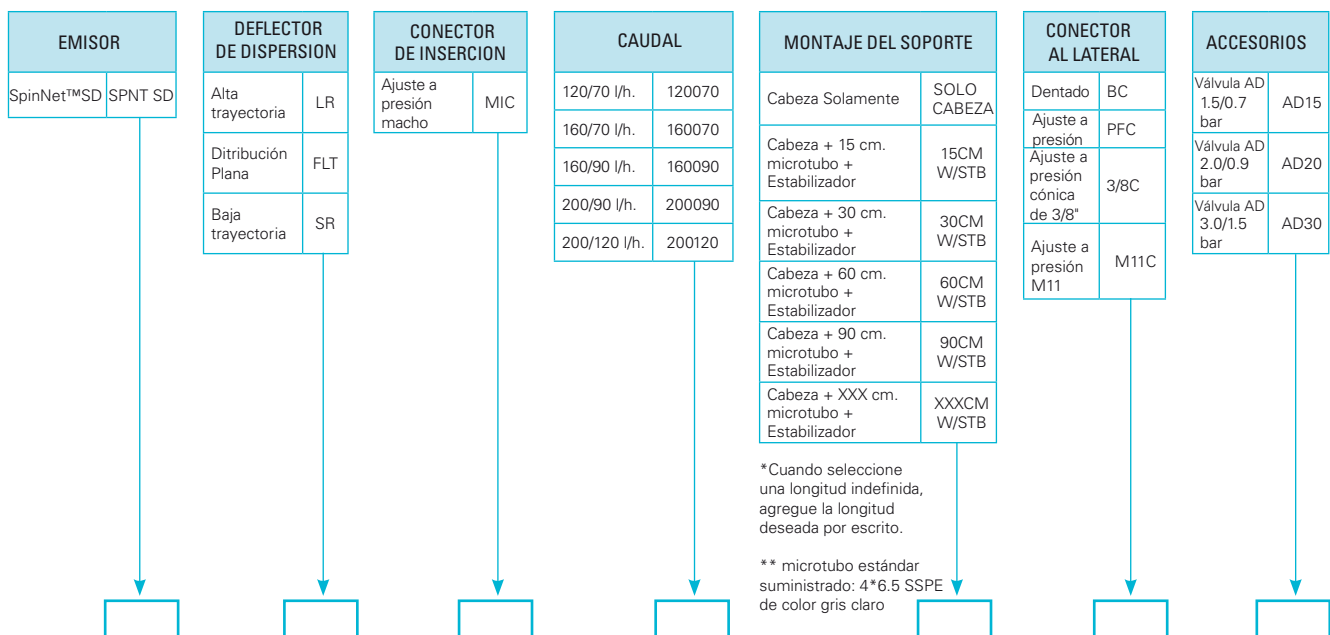 EMISOR
SpinNet™SD SPNT SD
DEFLECTOR
DE DISPERSION
Alta
trayectoria
LR
Ditribución
Plana
FLT
Baja
trayectoria
SR
CONECTOR
DE INSERCION
Ajuste a
presión
macho
MIC
CAUDAL
120/70 l/h. 120070
160/70 l/h. 160070
160/90 l/h. 160090
200/90 l/h. 200090
200/120 l/h. 200120
MONTAJE DEL SOPORTE
Cabeza Solamente
SOLO
CABEZA
Cabeza + 15 cm.
microtubo +
Estabilizador
15CM
W/STB
Cabeza + 30 cm.
microtubo +
Estabilizador
30CM
W/STB
Cabeza + 60 cm.
microtubo +
Estabilizador
60CM
W/STB
Cabeza + 90 cm.
microtubo +
Estabilizador
90CM
W/STB
Cabeza + XXX cm.
microtubo +
Estabilizador
XXXCM
W/STB
*Cuando seleccione
una longitud indefinida,
agregue la longitud
deseada por escrito.
** microtubo estándar
suministrado: 4*6.5 SSPE
de color gris claro
CONECTOR
AL LATERAL
Dentado BC
Ajuste a
presión
PFC
Ajuste a
presión
cónica
de 3/8"
3/8C
Ajuste a
presión
M11
M11C
ACCESORIOS
Válvula AD
1.5/0.7
bar
AD15
Válvula AD
2.0/0.9
bar
AD20
Válvula AD
3.0/1.5
bar
AD30